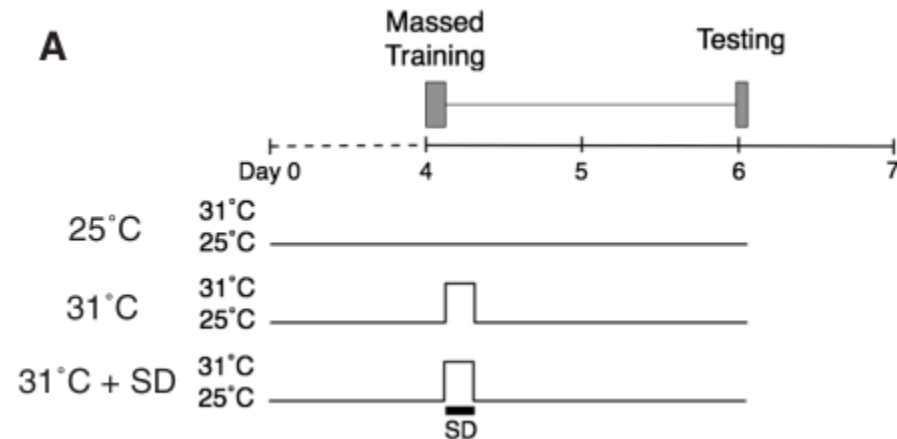 A
Massed
Training
Testing
Day 0 4 5 6 7
25˚C
31˚C
25˚C
31˚C
31˚C
25˚C
31˚C + SD
31˚C
25˚C
SD